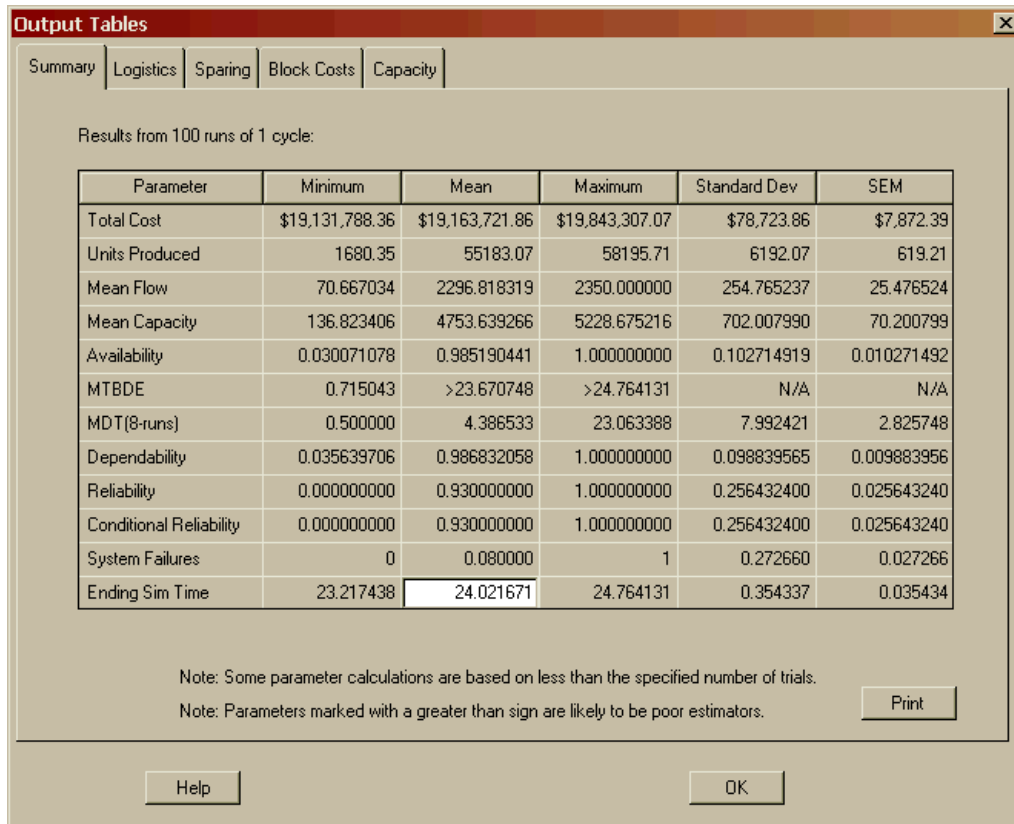 Output Tables
Summary Logistics Sparing Block Costs Capacity
Results from 100 runs of 1 cycle:
Parameter Minimum Mean Maximum Standard Dev SEM
Total Cost $19,131,788.36 $19,163,721.86 $19,843,307.07 $78,723.86 $7,872.39
Units Produced 1680.35 55183.07 58195.71 6192.07 619.21
Mean Flow 70.667034 2296.818319 2350.000000 254.765237 25.476524
Mean Capacity 136.823406 4753.639266 5228.675216 702.007990 70.200799
Availability 0.030071078 0.985190441 1.000000000 0.102714919 0.010271492
MTBDE 0.715043 >23.670748 >24.764131 N/A N/A
MDT(8-runs) 0.500000 4.386533 23.063388 7.992421 2.825748
Dependability 0.035639706 0.986832058 1.000000000 0.098839565 0.009883956
Reliability 0.000000000 0.930000000 1.000000000 0.256432400 0.025643240
Conditional Reliability 0.000000000 0.930000000 1.000000000 0.256432400 0.025643240
System Failures 0 0.080000 1 0.272660 0.027266
Ending Sim Time 23.217438 24.021671 24.764131 0.354337 0.035434
Note: Some parameter calculations are based on less than the specified number of trials.
Note: Parameters marked with a greater than sign are likely to be poor estimators.
Print
Help OK